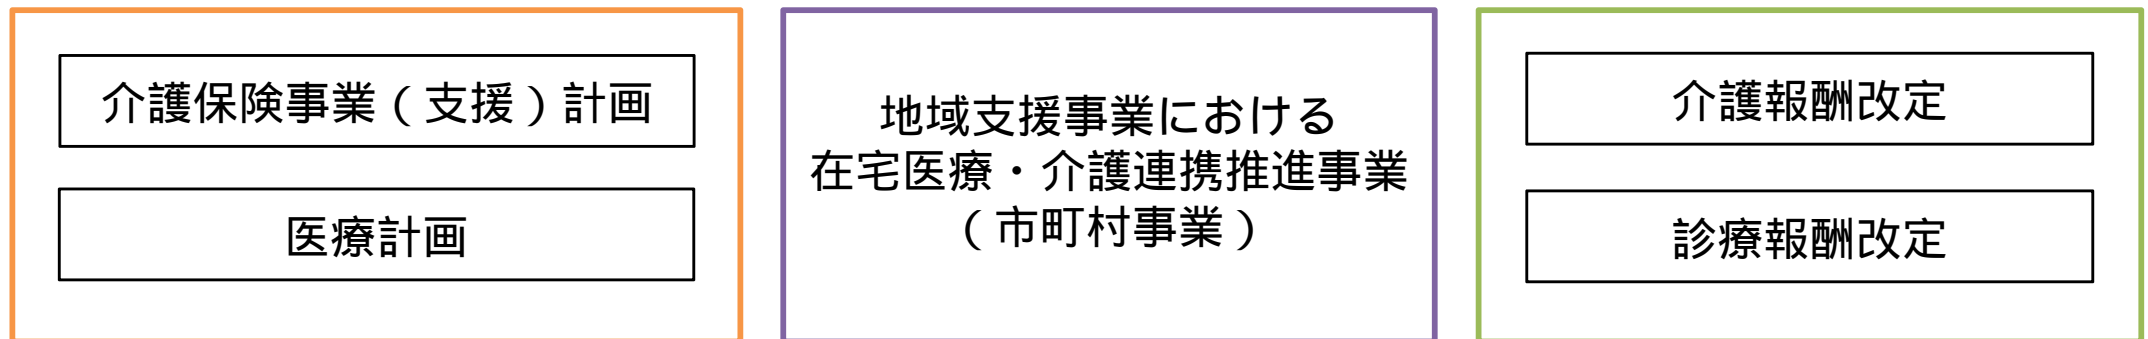 介護保険事業（支援）計画
医療計画
地域支援事業における
在宅医療・介護連携推進事業
（市町村事業）
介護報酬改定
診療報酬改定